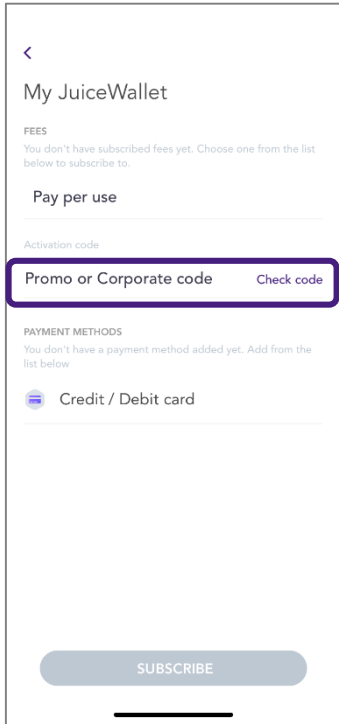 My JuiceWallet
FEES
You don't have subscribed fees yet. Choose one from the list
below to subscribe to.
Pay per use
Activation code
Promo or Corporate code Check code
PAYMENT METHODS
You don't have a payment method added yet. Add from the
list below
Credit / Debit card
SUBSCRIBE